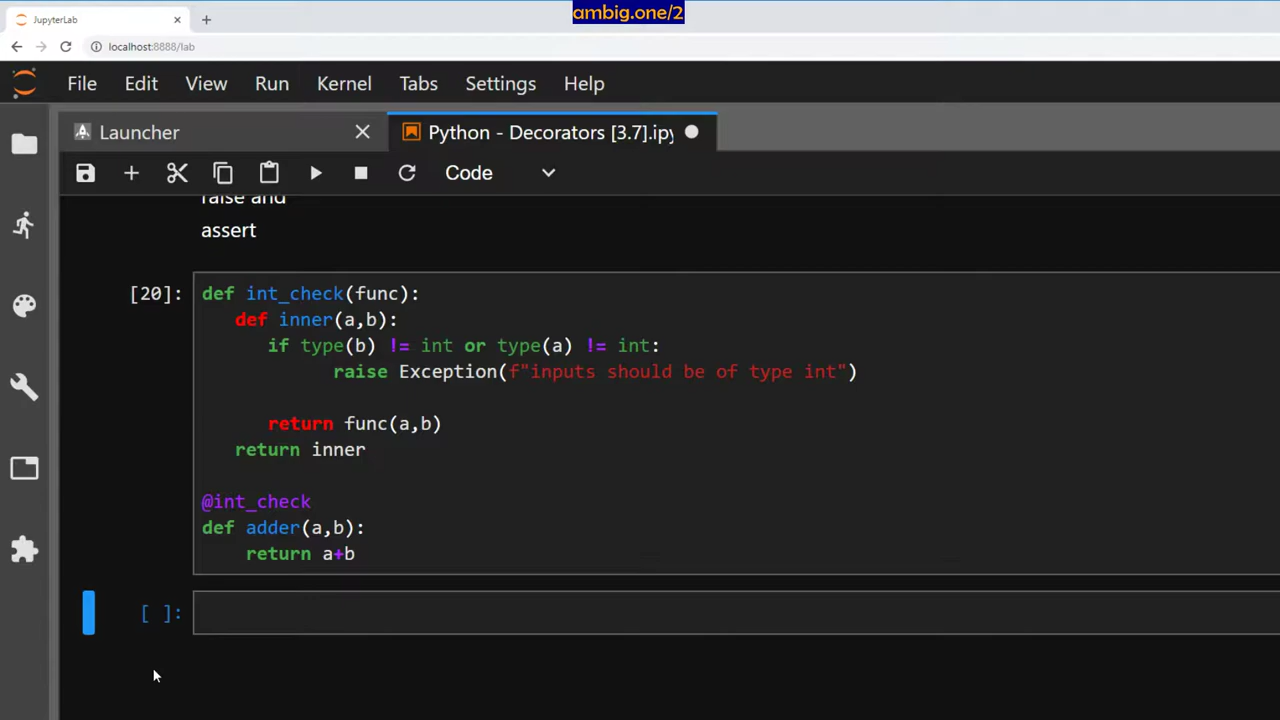 ambig.one/2
JupyterLab
localhost:8888/lab
File Edit View Run Kernel Tabs Settings Help
Launcher
Python - Decorators [3.7].ipy
Code
raise and
assert
[20]:
def int_check(func):
def inner(a,b):
if type(b) != int or type(a) != int:
raise Exception(f"inputs should be of type int")
return func(a,b)
return inner
@int_check
def adder(a,b):
return a+b
[ ]: